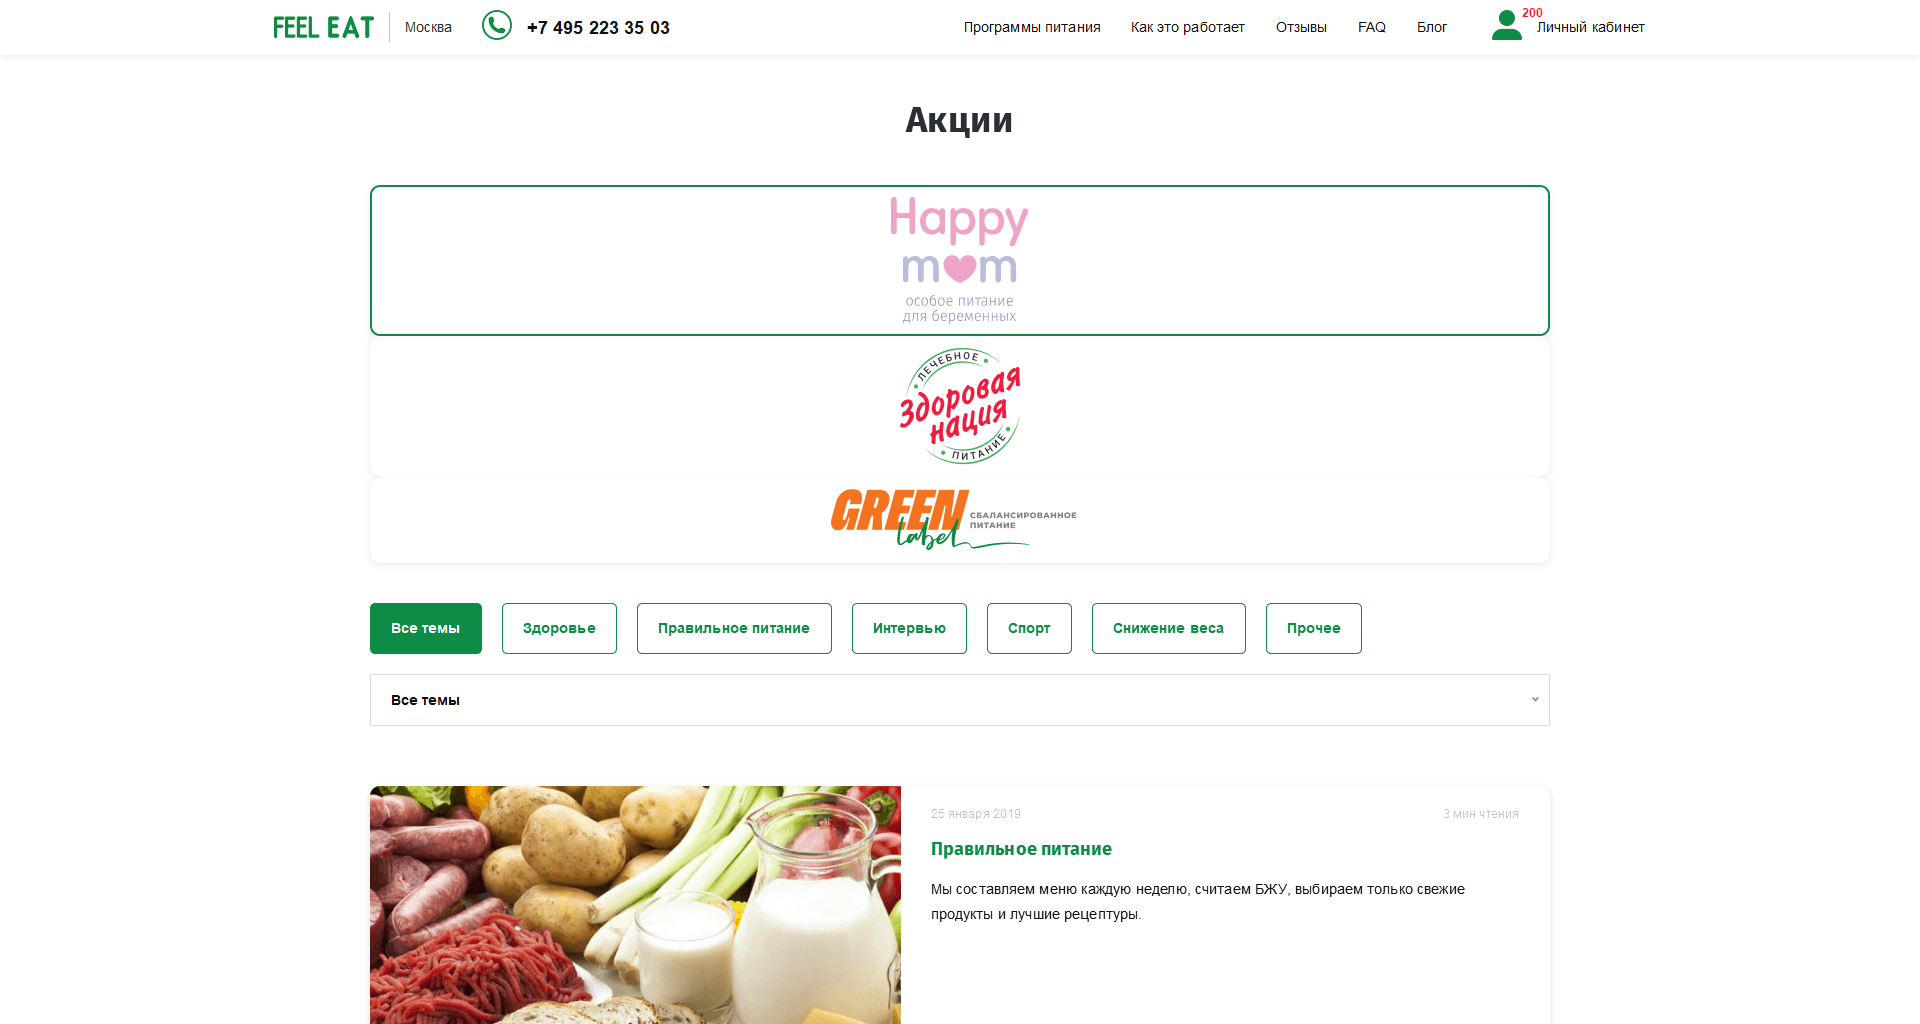 FEEL EAT
Москва
+7 495 223 35 03
Программы питания
Как это работает
Отзывы
FAQ
Блог
200
Личный кабинет
Акции
Happy
mm
особое питание
для беременных
ЛЕЧЕБНОЕ
Здоровая
нация
ПИТАНИЕ
GREEN
label
СБАЛАНСИРОВАННОЕ
ПИТАНИЕ
Все темы
Здоровье
Правильное питание
Интервью
Спорт
Снижение веса
Прочее
Все темы
25 января 2019
3 мин чтения
Правильное питание
Мы составляем меню каждую неделю, считаем БЖУ, выбираем только свежие
продукты и лучшие рецептуры.